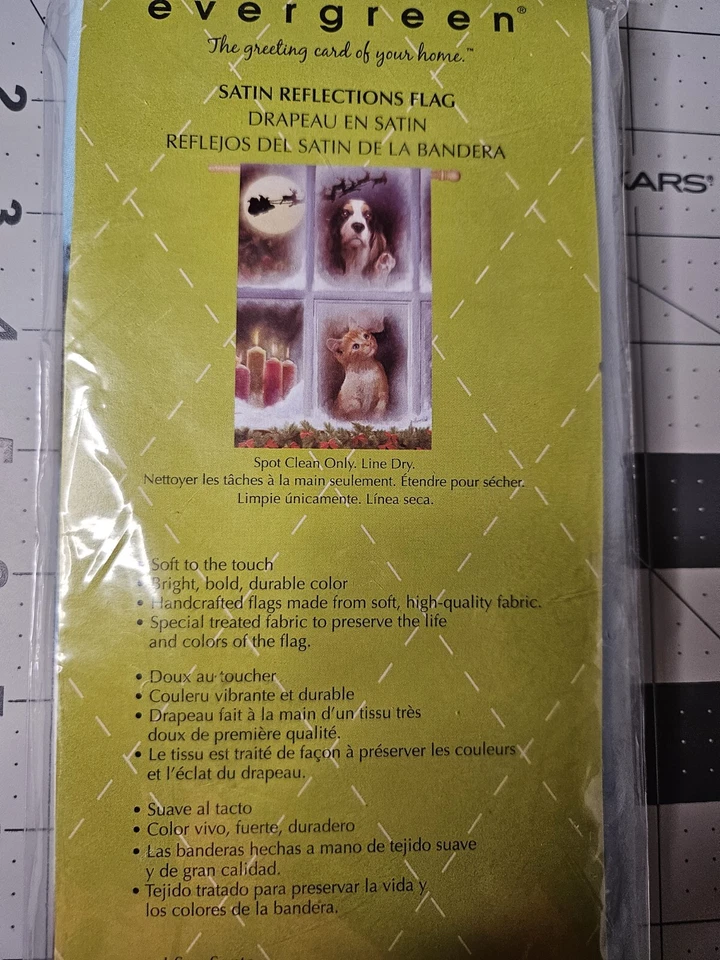 evergreen®
The greeting card of your home.™
SATIN REFLECTIONS FLAG
DRAPEAU EN SATIN
REFLEJOS DEL SATIN DE LA BANDERA
KARS®
2
3
4
Spot Clean Only. Line Dry.
Nettoyer les tâches à la main seulement. Étendre pour sécher.
Limpie únicamente. Línea seca.
Soft to the touch
• Bright, bold, durable color
• Handcrafted flags made from soft, high-quality fabric.
• Special treated fabric to preserve the life
and colors of the flag.
• Doux au toucher
• Couleru vibrante et durable
• Drapeau fait à la main d'un tissu très
doux de première qualité.
• Le tissu est traité de façon à préserver les couleurs
et l'éclat du drapeau.
• Suave al tacto
• Color vivo, fuerte, duradero
• Las banderas hechas a mano de tejido suave
y de gran calidad.
• Tejido tratado para preservar la vida y
los colores de la bandera.